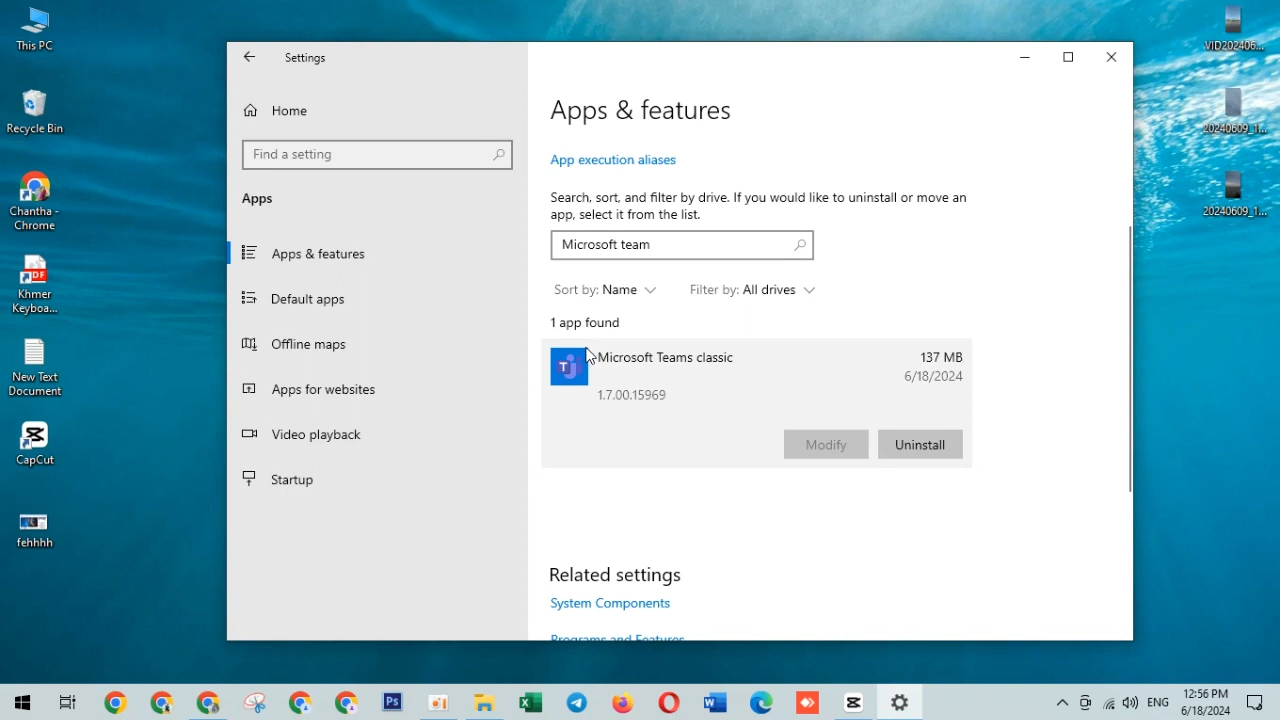 This PC
Recycle Bin
Chantha -
Chrome
Khmer
Keyboa...
New Text
Document
CapCut
fehhhh
Settings
Home
Find a setting
Apps
Apps & features
Default apps
Offline maps
Apps for websites
Video playback
Startup
Apps & features
App execution aliases
Search, sort, and filter by drive. If you would like to uninstall or move an
app, select it from the list.
Microsoft team
Sort by: Name
Filter by: All drives
1 app found
Microsoft Teams classic
137 MB
6/18/2024
1.7.00.15969
Modify
Uninstall
Related settings
System Components
Programs and Features
VID202406...
20240609_1...
20240609_1...
ENG
12:56 PM
6/18/2024